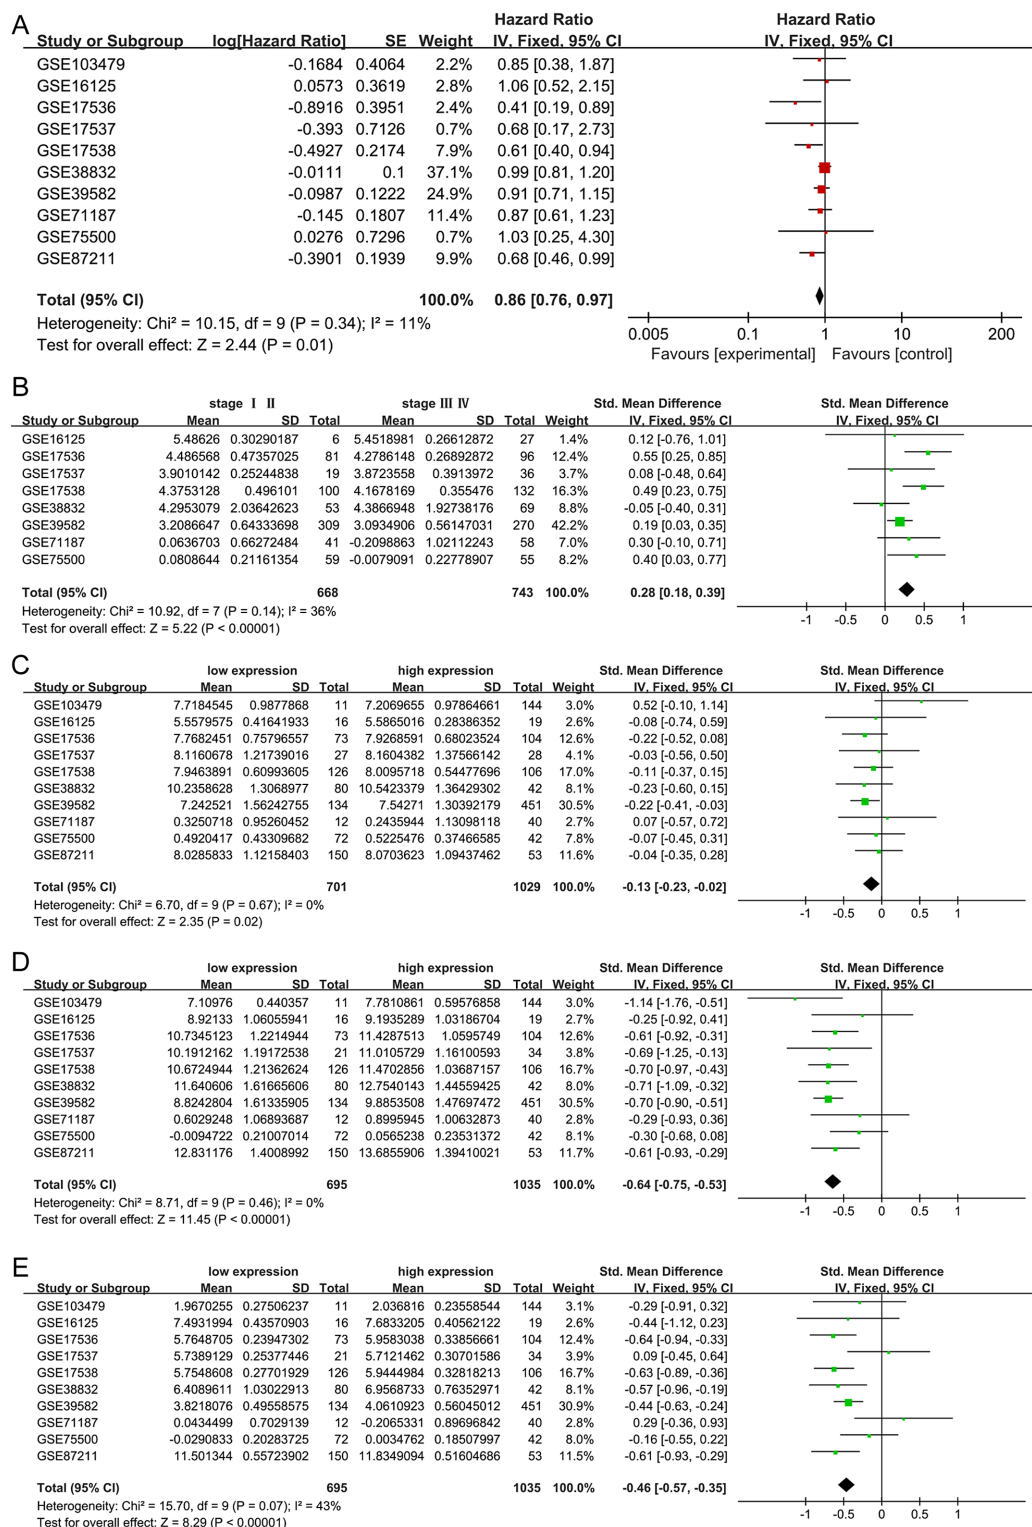 A
Hazard Ratio Hazard Ratio
Study or Subgroup log[Hazard Ratio] SE Weight IV, Fixed, 95% CI IV, Fixed, 95% CI
GSE103479 -0.1684 0.4064 2.2% 0.85 [0.38, 1.87]
GSE16125 0.0573 0.3619 2.8% 1.06 [0.52, 2.15]
GSE17536 -0.8916 0.3951 2.4% 0.41 [0.19, 0.89]
GSE17537 -0.393 0.7126 0.7% 0.68 [0.17, 2.73]
GSE17538 -0.4927 0.2174 7.9% 0.61 [0.40, 0.94]
GSE38832 -0.0111 0.1 37.1% 0.99 [0.81, 1.20]
GSE39582 -0.0987 0.1222 24.9% 0.91 [0.71, 1.15]
GSE71187 -0.145 0.1807 11.4% 0.87 [0.61, 1.23]
GSE75500 0.0276 0.7296 0.7% 1.03 [0.25, 4.30]
GSE87211 -0.3901 0.1939 9.9% 0.68 [0.46, 0.99]
Total (95% CI) 100.0% 0.86 [0.76, 0.97]
Heterogeneity: Chi² = 10.15, df = 9 (P = 0.34); I² = 11%
Test for overall effect: Z = 2.44 (P = 0.01)
0.005 0.1 1 10 200
Favours [experimental] Favours [control]
B
stage Ⅰ Ⅱ stage Ⅲ Ⅳ Std. Mean Difference Std. Mean Difference
Study or Subgroup Mean SD Total Mean SD Total Weight IV, Fixed, 95% CI IV, Fixed, 95% CI
GSE16125 5.48626 0.30290187 6 5.4518981 0.26612872 27 1.4% 0.12 [-0.76, 1.01]
GSE17536 4.486568 0.47357025 81 4.2786148 0.26892872 96 12.4% 0.55 [0.25, 0.85]
GSE17537 3.9010142 0.25244838 19 3.8723558 0.3913972 36 3.7% 0.08 [-0.48, 0.64]
GSE17538 4.3753128 0.496101 100 4.1678169 0.355476 132 16.3% 0.49 [0.23, 0.75]
GSE38832 4.2953079 2.03642623 53 4.3866948 1.92738176 69 8.6% -0.05 [-0.40, 0.31]
GSE39582 3.2086647 0.64333698 309 3.0934906 0.56147031 270 42.2% 0.19 [0.03, 0.35]
GSE71187 0.0636703 0.66272484 41 -0.2098863 1.02112243 58 7.0% 0.30 [-0.10, 0.71]
GSE75500 0.0808644 0.21161354 59 -0.0079091 0.22778907 55 8.2% 0.40 [0.03, 0.77]
Total (95% CI) 668 743 100.0% 0.28 [0.18, 0.39]
Heterogeneity: Chi² = 10.92, df = 7 (P = 0.14); I² = 36%
Test for overall effect: Z = 5.22 (P < 0.00001)
-1 -0.5 0 0.5 1
C
low expression high expression Std. Mean Difference Std. Mean Difference
Study or Subgroup Mean SD Total Mean SD Total Weight IV, Fixed, 95% CI IV, Fixed, 95% CI
GSE103479 7.7184545 0.9877868 11 7.2069655 0.97864661 144 3.0% 0.52 [-0.10, 1.14]
GSE16125 5.5579575 0.41641933 16 5.5865016 0.28386352 19 2.7% -0.08 [-0.74, 0.59]
GSE17536 7.7682451 0.75796557 73 7.9268591 0.68023524 104 12.6% -0.22 [-0.52, 0.08]
GSE17537 8.1160678 1.21739016 27 8.1604382 1.37566142 28 4.1% -0.03 [-0.56, 0.50]
GSE17538 7.9463891 0.60993605 126 8.0095718 0.54477696 106 17.0% -0.11 [-0.37, 0.15]
GSE38832 10.2358628 1.3068977 80 10.5423379 1.36429302 42 8.1% -0.23 [-0.60, 0.15]
GSE39582 7.242521 1.56242755 134 7.54271 1.30392179 451 30.5% -0.22 [-0.41, -0.03]
GSE71187 0.3250718 0.95260452 12 0.2435944 1.13098118 40 2.7% 0.07 [-0.57, 0.72]
GSE75500 0.4920417 0.43309682 72 0.5225476 0.37466585 42 7.8% -0.07 [-0.45, 0.31]
GSE87211 8.0285833 1.12158403 150 8.0703623 1.09437462 53 11.6% -0.04 [-0.35, 0.28]
Total (95% CI) 701 1029 100.0% -0.13 [-0.23, -0.02]
Heterogeneity: Chi² = 6.70, df = 9 (P = 0.67); I² = 0%
Test for overall effect: Z = 2.35 (P = 0.02)
-1 -0.5 0 0.5 1
D
low expression high expression Std. Mean Difference Std. Mean Difference
Study or Subgroup Mean SD Total Mean SD Total Weight IV, Fixed, 95% CI IV, Fixed, 95% CI
GSE103479 7.10976 0.440357 11 7.7810861 0.59576858 144 3.0% -1.14 [-1.76, -0.51]
GSE16125 8.92133 1.06055941 16 9.1935289 1.03186704 19 2.7% -0.25 [-0.92, 0.41]
GSE17536 10.7345123 1.2214944 73 11.4287513 1.0595749 104 12.4% -0.61 [-0.92, -0.31]
GSE17537 10.1912162 1.19172538 21 11.0105729 1.16100593 34 3.8% -0.69 [-1.25, -0.13]
GSE17538 10.6724944 1.21362624 126 11.4702856 1.03687157 106 16.7% -0.70 [-0.97, -0.43]
GSE38832 11.640606 1.61665606 80 12.7540143 1.44559425 42 8.0% -0.71 [-1.09, -0.32]
GSE39582 8.8242804 1.61335905 134 9.8853508 1.47697472 451 30.5% -0.70 [-0.90, -0.51]
GSE71187 0.6029248 1.06893687 12 0.8995945 1.00632873 40 2.8% -0.29 [-0.93, 0.36]
GSE75500 -0.0094722 0.21007014 72 0.0565238 0.23531372 42 8.1% -0.30 [-0.68, 0.08]
GSE87211 12.831176 1.4008992 150 13.6855906 1.39410021 53 11.7% -0.61 [-0.93, -0.29]
Total (95% CI) 695 1035 100.0% -0.64 [-0.75, -0.53]
Heterogeneity: Chi² = 8.71, df = 9 (P = 0.46); I² = 0%
Test for overall effect: Z = 11.45 (P < 0.00001)
-1 -0.5 0 0.5 1
E
low expression high expression Std. Mean Difference Std. Mean Difference
Study or Subgroup Mean SD Total Mean SD Total Weight IV, Fixed, 95% CI IV, Fixed, 95% CI
GSE103479 1.9670255 0.27506237 11 2.036816 0.23558544 144 3.1% -0.29 [-0.91, 0.32]
GSE16125 7.4931994 0.43570903 16 7.6833205 0.40562122 19 2.6% -0.44 [-1.12, 0.23]
GSE17536 5.7648705 0.23947302 73 5.9583038 0.33856661 104 12.4% -0.64 [-0.94, -0.33]
GSE17537 5.7389129 0.25377446 21 5.7121462 0.30701586 34 3.9% 0.09 [-0.45, 0.64]
GSE17538 5.7548608 0.27701929 126 5.9444984 0.32818213 106 16.7% -0.63 [-0.89, -0.36]
GSE38832 6.4089611 1.03022913 80 6.9568733 0.76352971 42 8.1% -0.57 [-0.96, -0.19]
GSE39582 3.8218076 0.49558575 134 4.0610923 0.56045012 451 30.9% -0.44 [-0.63, -0.24]
GSE71187 0.0434499 0.7029139 12 -0.2065331 0.89696842 40 2.8% 0.29 [-0.36, 0.93]
GSE75500 -0.0290833 0.20283725 72 0.0034762 0.18507997 42 8.1% -0.16 [-0.55, 0.22]
GSE87211 11.501344 0.55723902 150 11.8349094 0.51604686 53 11.5% -0.61 [-0.93, -0.29]
Total (95% CI) 695 1035 100.0% -0.46 [-0.57, -0.35]
Heterogeneity: Chi² = 15.70, df = 9 (P = 0.07); I² = 43%
Test for overall effect: Z = 8.29 (P < 0.00001)
-1 -0.5 0 0.5 1